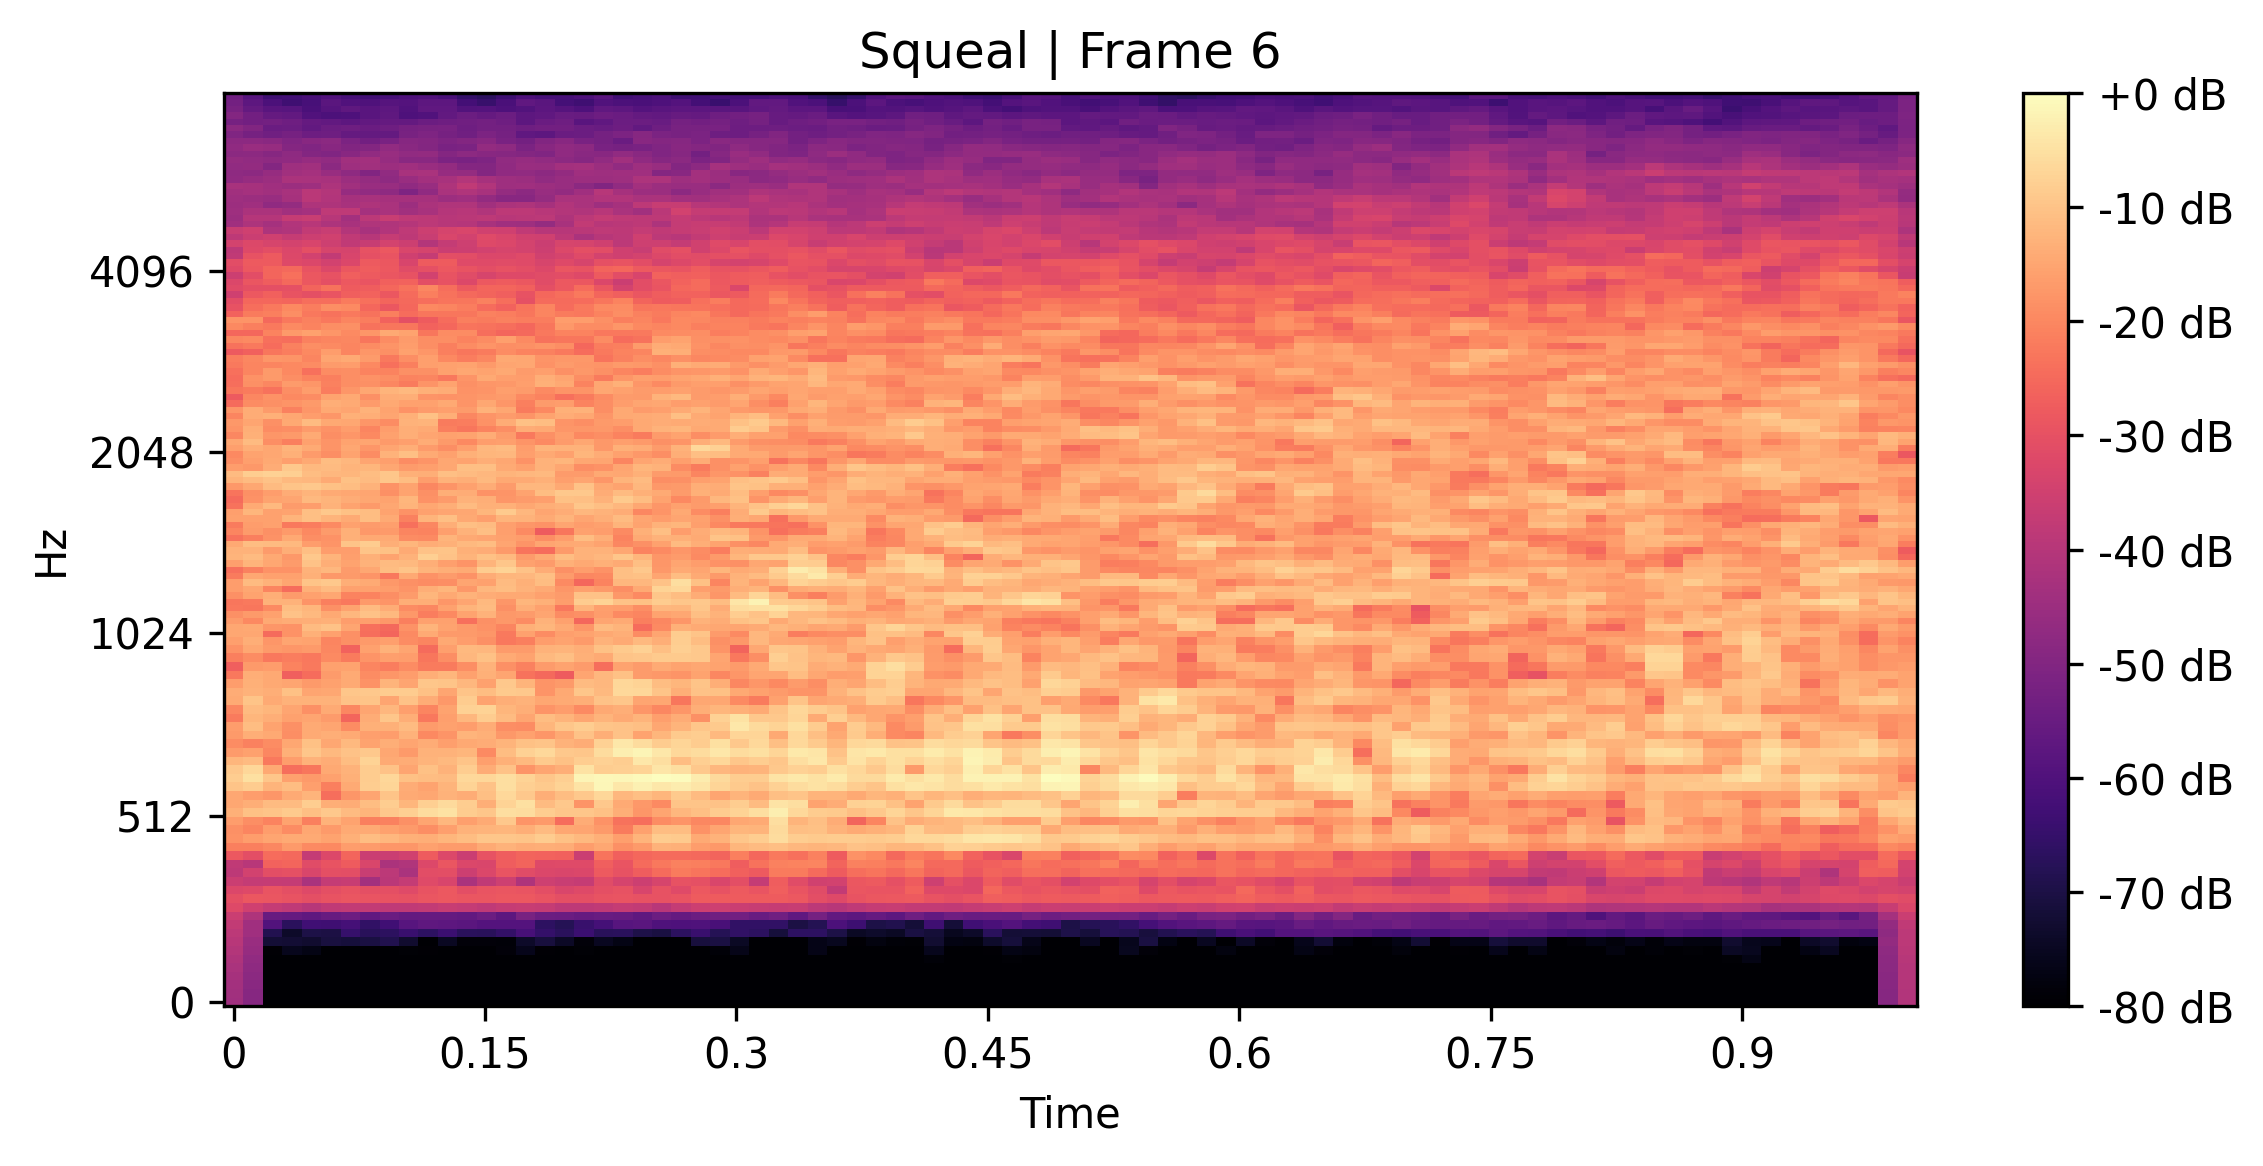 Squeal | Frame 6
+0 dB
-10 dB
-20 dB
-30 dB
-40 dB
-50 dB
-60 dB
-70 dB
-80 dB
4096
2048
1024
512
0
Hz
0 0.15 0.3 0.45 0.6 0.75 0.9
Time